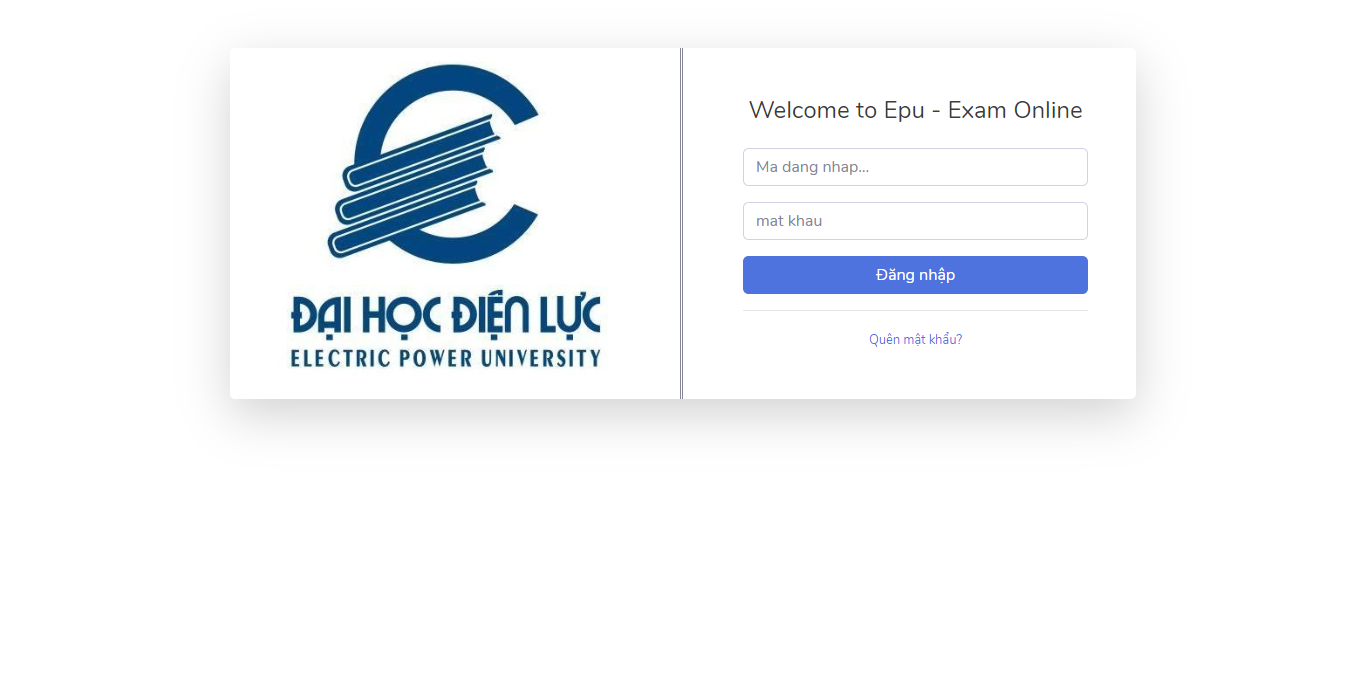 ĐẠI HỌC ĐIỆN LỰC
ELECTRIC POWER UNIVERSITY
Welcome to Epu - Exam Online
Ma dang nhap...
mat khau
Đăng nhập
Quên mật khẩu?